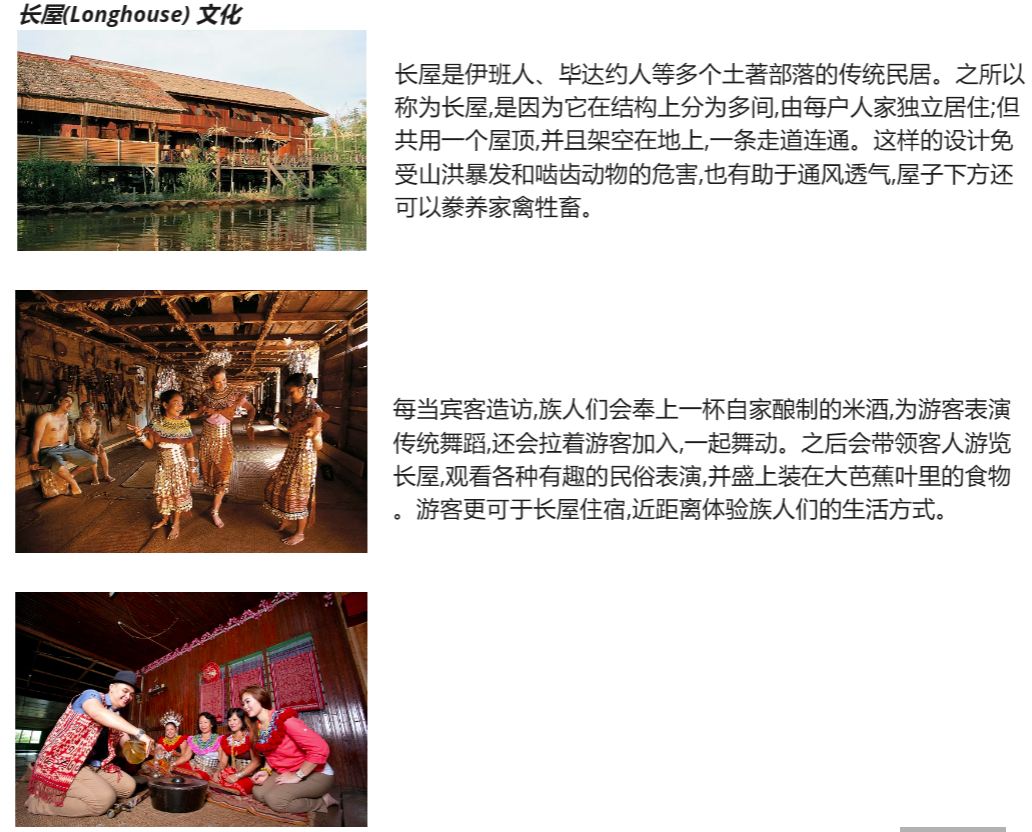 长屋(Longhouse) 文化
长屋是伊班人、毕达约人等多个土著部落的传统民居。之所以
称为长屋,是因为它在结构上分为多间,由每户人家独立居住;但
共用一个屋顶,并且架空在地上,一条走道连通。这样的设计免
受山洪暴发和啮齿动物的危害,也有助于通风透气,屋子下方还
可以豢养家禽牲畜。
每当宾客造访,族人们会奉上一杯自家酿制的米酒,为游客表演
传统舞蹈,还会拉着游客加入,一起舞动。之后会带领客人游览
长屋,观看各种有趣的民俗表演,并盛上装在大芭蕉叶里的食物
。游客更可于长屋住宿,近距离体验族人们的生活方式。